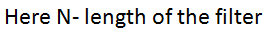 Here N- length of the filter